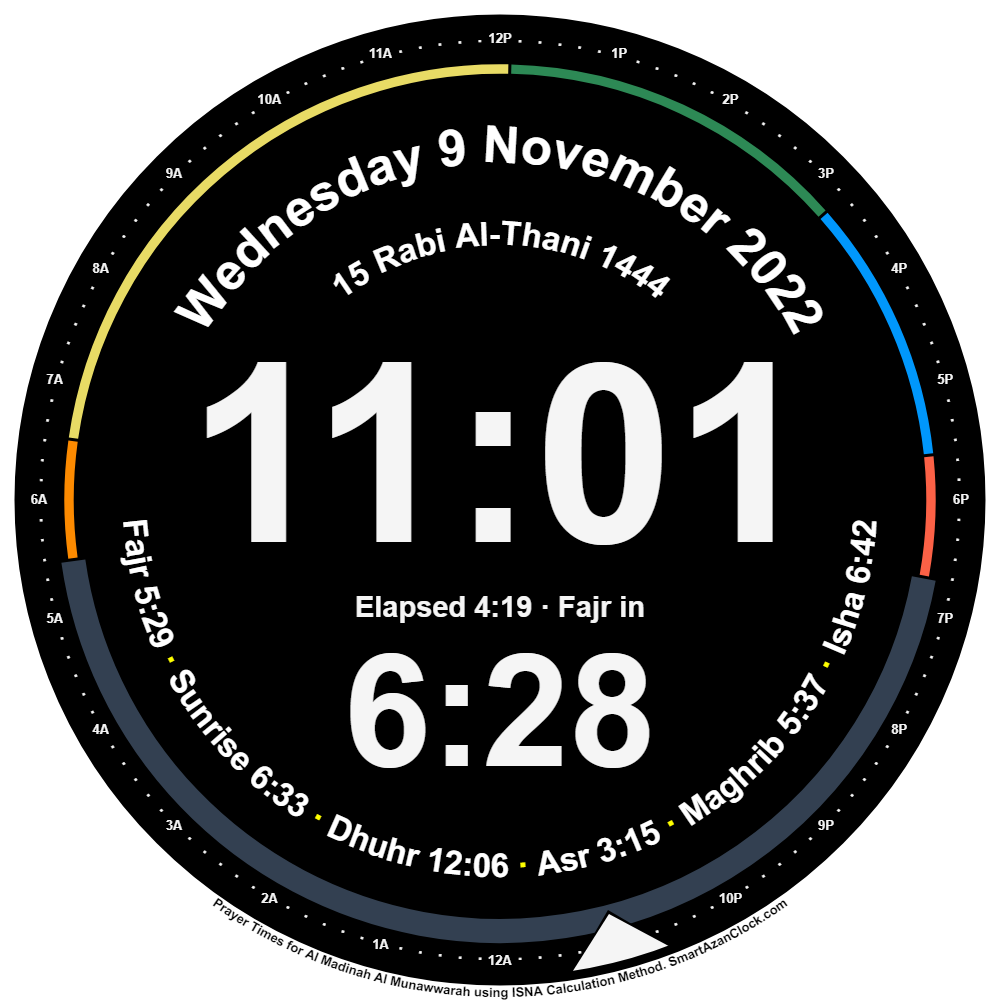 12P
1P
2P
3P
4P
5P
6P
7P
8P
9P
10P
12A
1A
2A
3A
4A
5A
6A
7A
8A
9A
10A
11A
Wednesday 9 November 2022
15 Rabi Al-Thani 1444
11:01
Elapsed 4:19 · Fajr in
6:28
Fajr 5:29 · Sunrise 6:33 · Dhuhr 12:06 · Asr 3:15 · Maghrib 5:37 · Isha 6:42
Prayer Times for Al Madinah Al Munawwarah using ISNA Calculation Method. SmartAzanClock.com